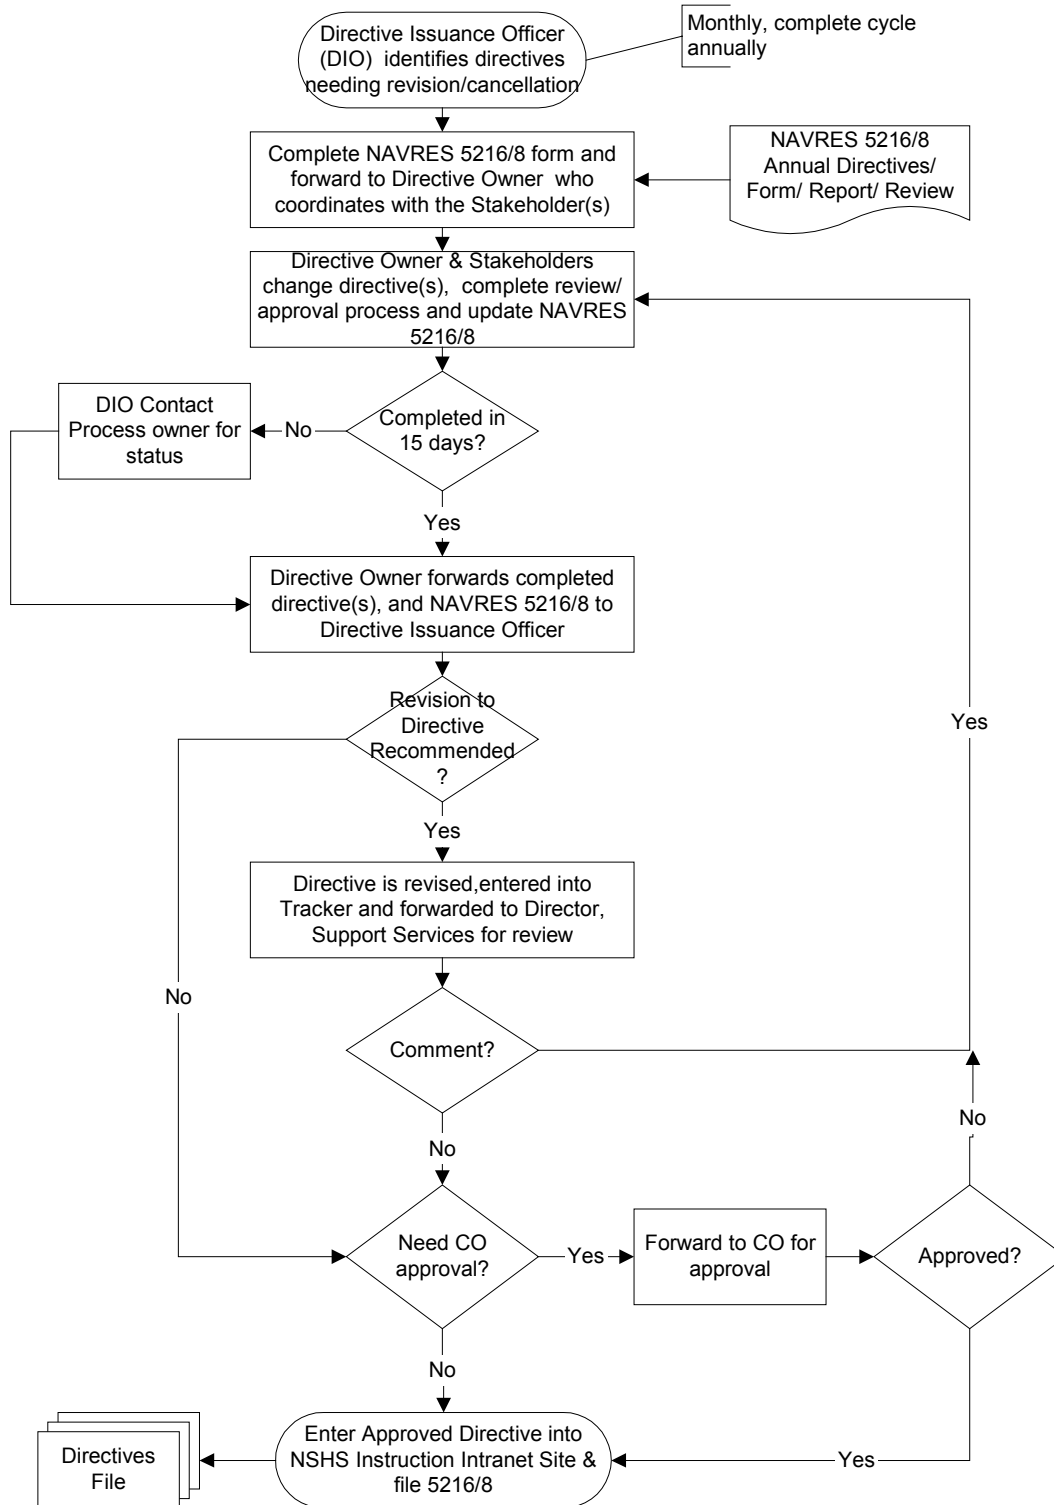 Directive Issuance Officer
(DIO)  identifies directives
needing revision/cancellation
Monthly, complete cycle
annually
Complete NAVRES 5216/8 form and
forward to Directive Owner  who
coordinates with the Stakeholder(s)
NAVRES 5216/8
Annual Directives/
Form/ Report/ Review
Directive Owner & Stakeholders
change directive(s),  complete review/
approval process and update NAVRES
5216/8
DIO Contact
Process owner for
status
No
Completed in
15 days?
Yes
Directive Owner forwards completed
directive(s), and NAVRES 5216/8 to
Directive Issuance Officer
Revision to
Directive
Recommended
?
Yes
Yes
Directive is revised,entered into
Tracker and forwarded to Director,
Support Services for review
No
Comment?
No
No
Need CO
approval?
Yes
Forward to CO for
approval
Approved?
No
Yes
Enter Approved Directive into
NSHS Instruction Intranet Site &
file 5216/8
Directives
File